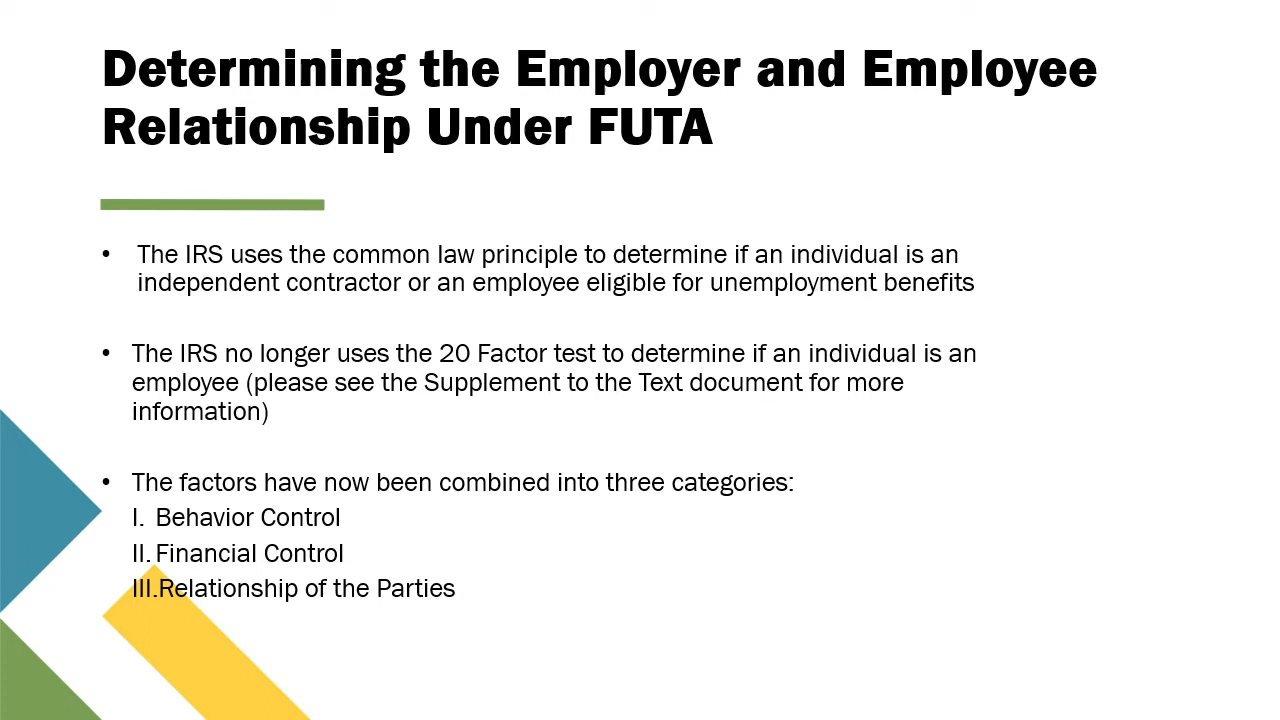 Determining the Employer and Employee
Relationship Under FUTA
• The IRS uses the common law principle to determine if an individual is an
independent contractor or an employee eligible for unemployment benefits
• The IRS no longer uses the 20 Factor test to determine if an individual is an
employee (please see the Supplement to the Text document for more
information)
• The factors have now been combined into three categories:
I. Behavior Control
II. Financial Control
III.Relationship of the Parties